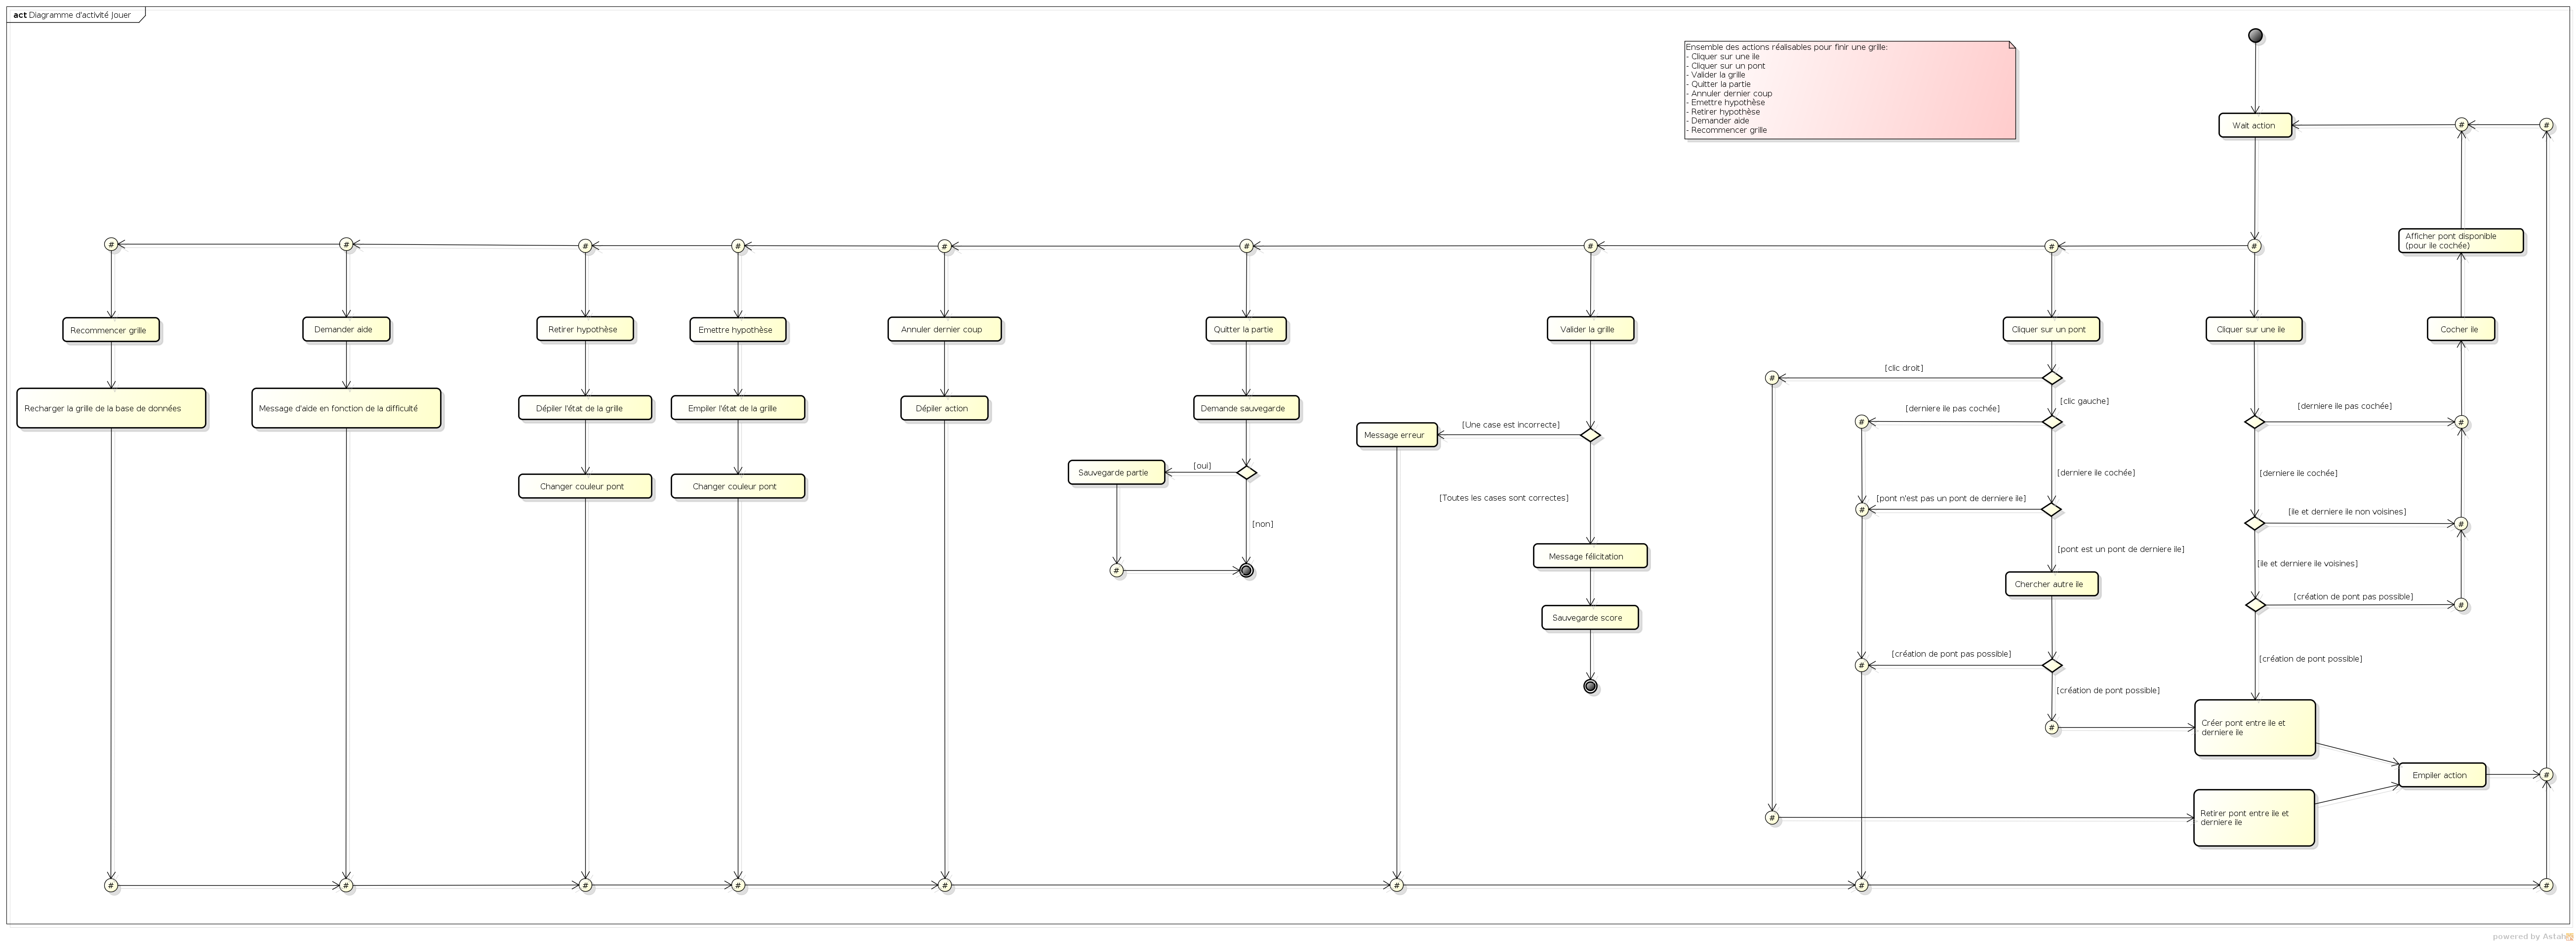 act Diagramme d'activité Jouer
Ensemble des actions réalisables pour finir une grille:
- Cliquer sur une ile
- Cliquer sur un pont
- Valider la grille
- Quitter la partie
- Annuler dernier coup
- Emettre hypothèse
- Retirer hypothèse
- Demander aide
- Recommencer grille
Wait action
#
#
Afficher pont disponible
(pour ile cochée)
#
#
#
#
#
#
#
#
#
Recommencer grille
Demander aide
Retirer hypothèse
Emettre hypothèse
Annuler dernier coup
Quitter la partie
Valider la grille
Cliquer sur un pont
Cliquer sur une ile
Cocher ile
[clic droit]
#
[clic gauche]
Recharger la grille de la base de données
Message d'aide en fonction de la difficulté
Dépiler l'état de la grille
Empiler l'état de la grille
Dépiler action
Demande sauvegarde
[derniere ile pas cochée]
[derniere ile pas cochée]
#
#
Message erreur
[Une case est incorrecte]
Sauvegarde partie
[oui]
[derniere ile cochée]
[derniere ile cochée]
Changer couleur pont
Changer couleur pont
[Toutes les cases sont correctes]
#
[pont n'est pas un pont de derniere ile]
[ile et derniere ile non voisines]
#
[non]
[pont est un pont de derniere ile]
Message félicitation
[ile et derniere ile voisines]
#
Chercher autre ile
[création de pont pas possible]
#
Sauvegarde score
#
[création de pont pas possible]
[création de pont possible]
[création de pont possible]
#
Créer pont entre ile et
derniere ile
Empiler action
#
#
Retirer pont entre ile et
derniere ile
#
#
#
#
#
#
#
#
powered by Astah